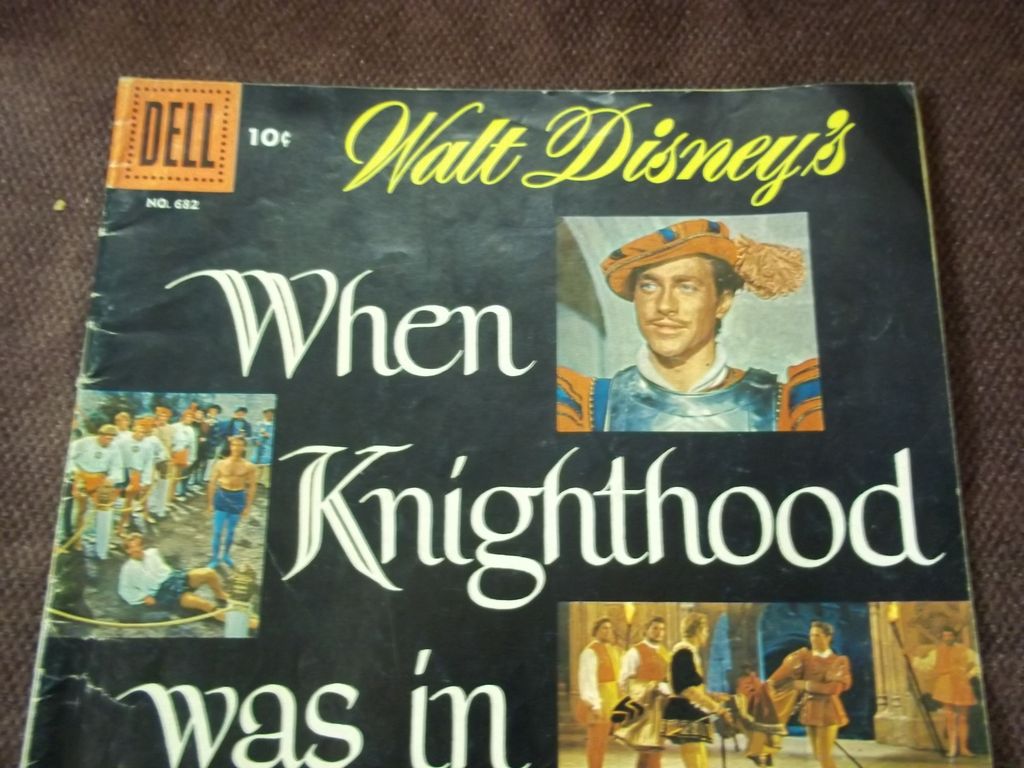 DELL
10¢
Walt Disney's
NO. 682
When
Knighthood
was in